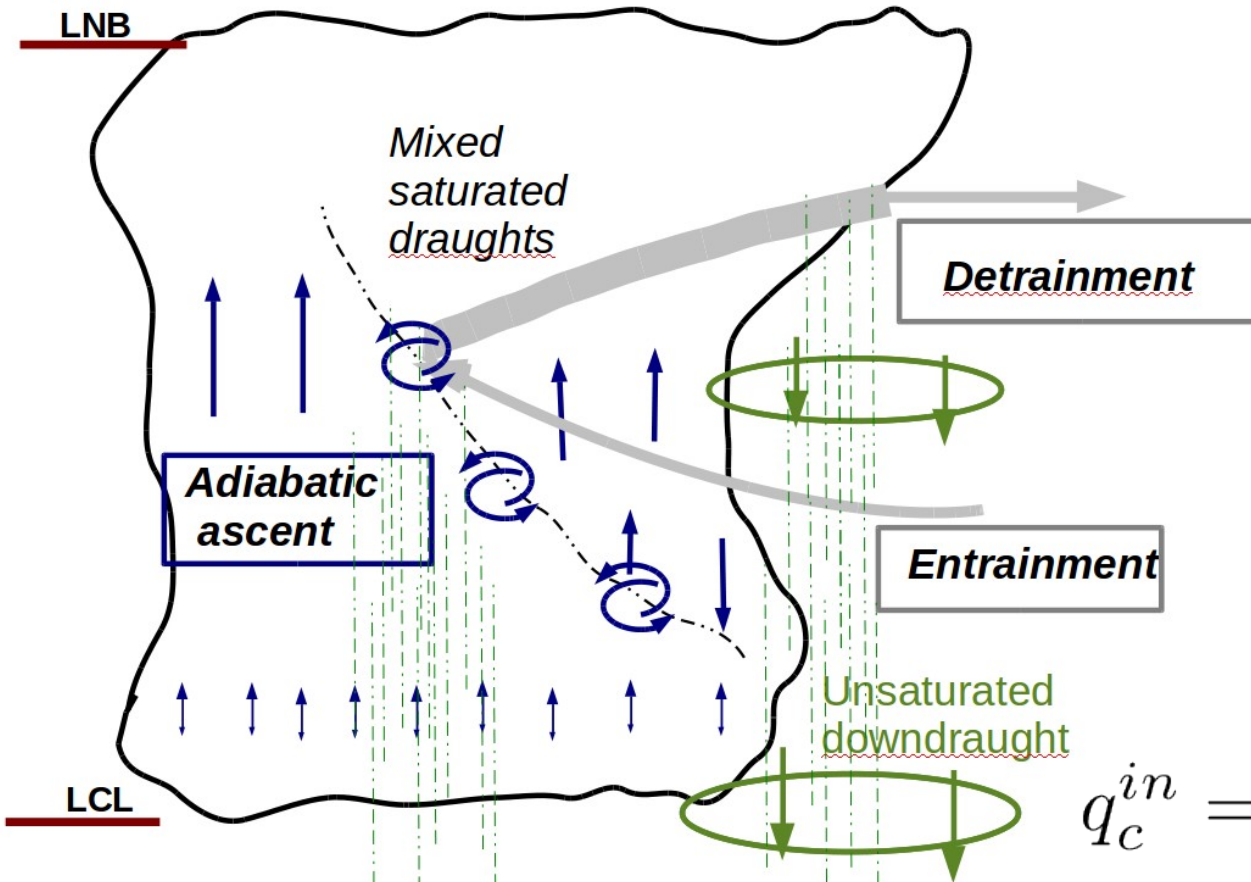 LNB
Mixed
saturated
draughts
Detrainment
Adiabatic
ascent
Entrainment
Unsaturated
downdraught
LCL
q_c^{in} =